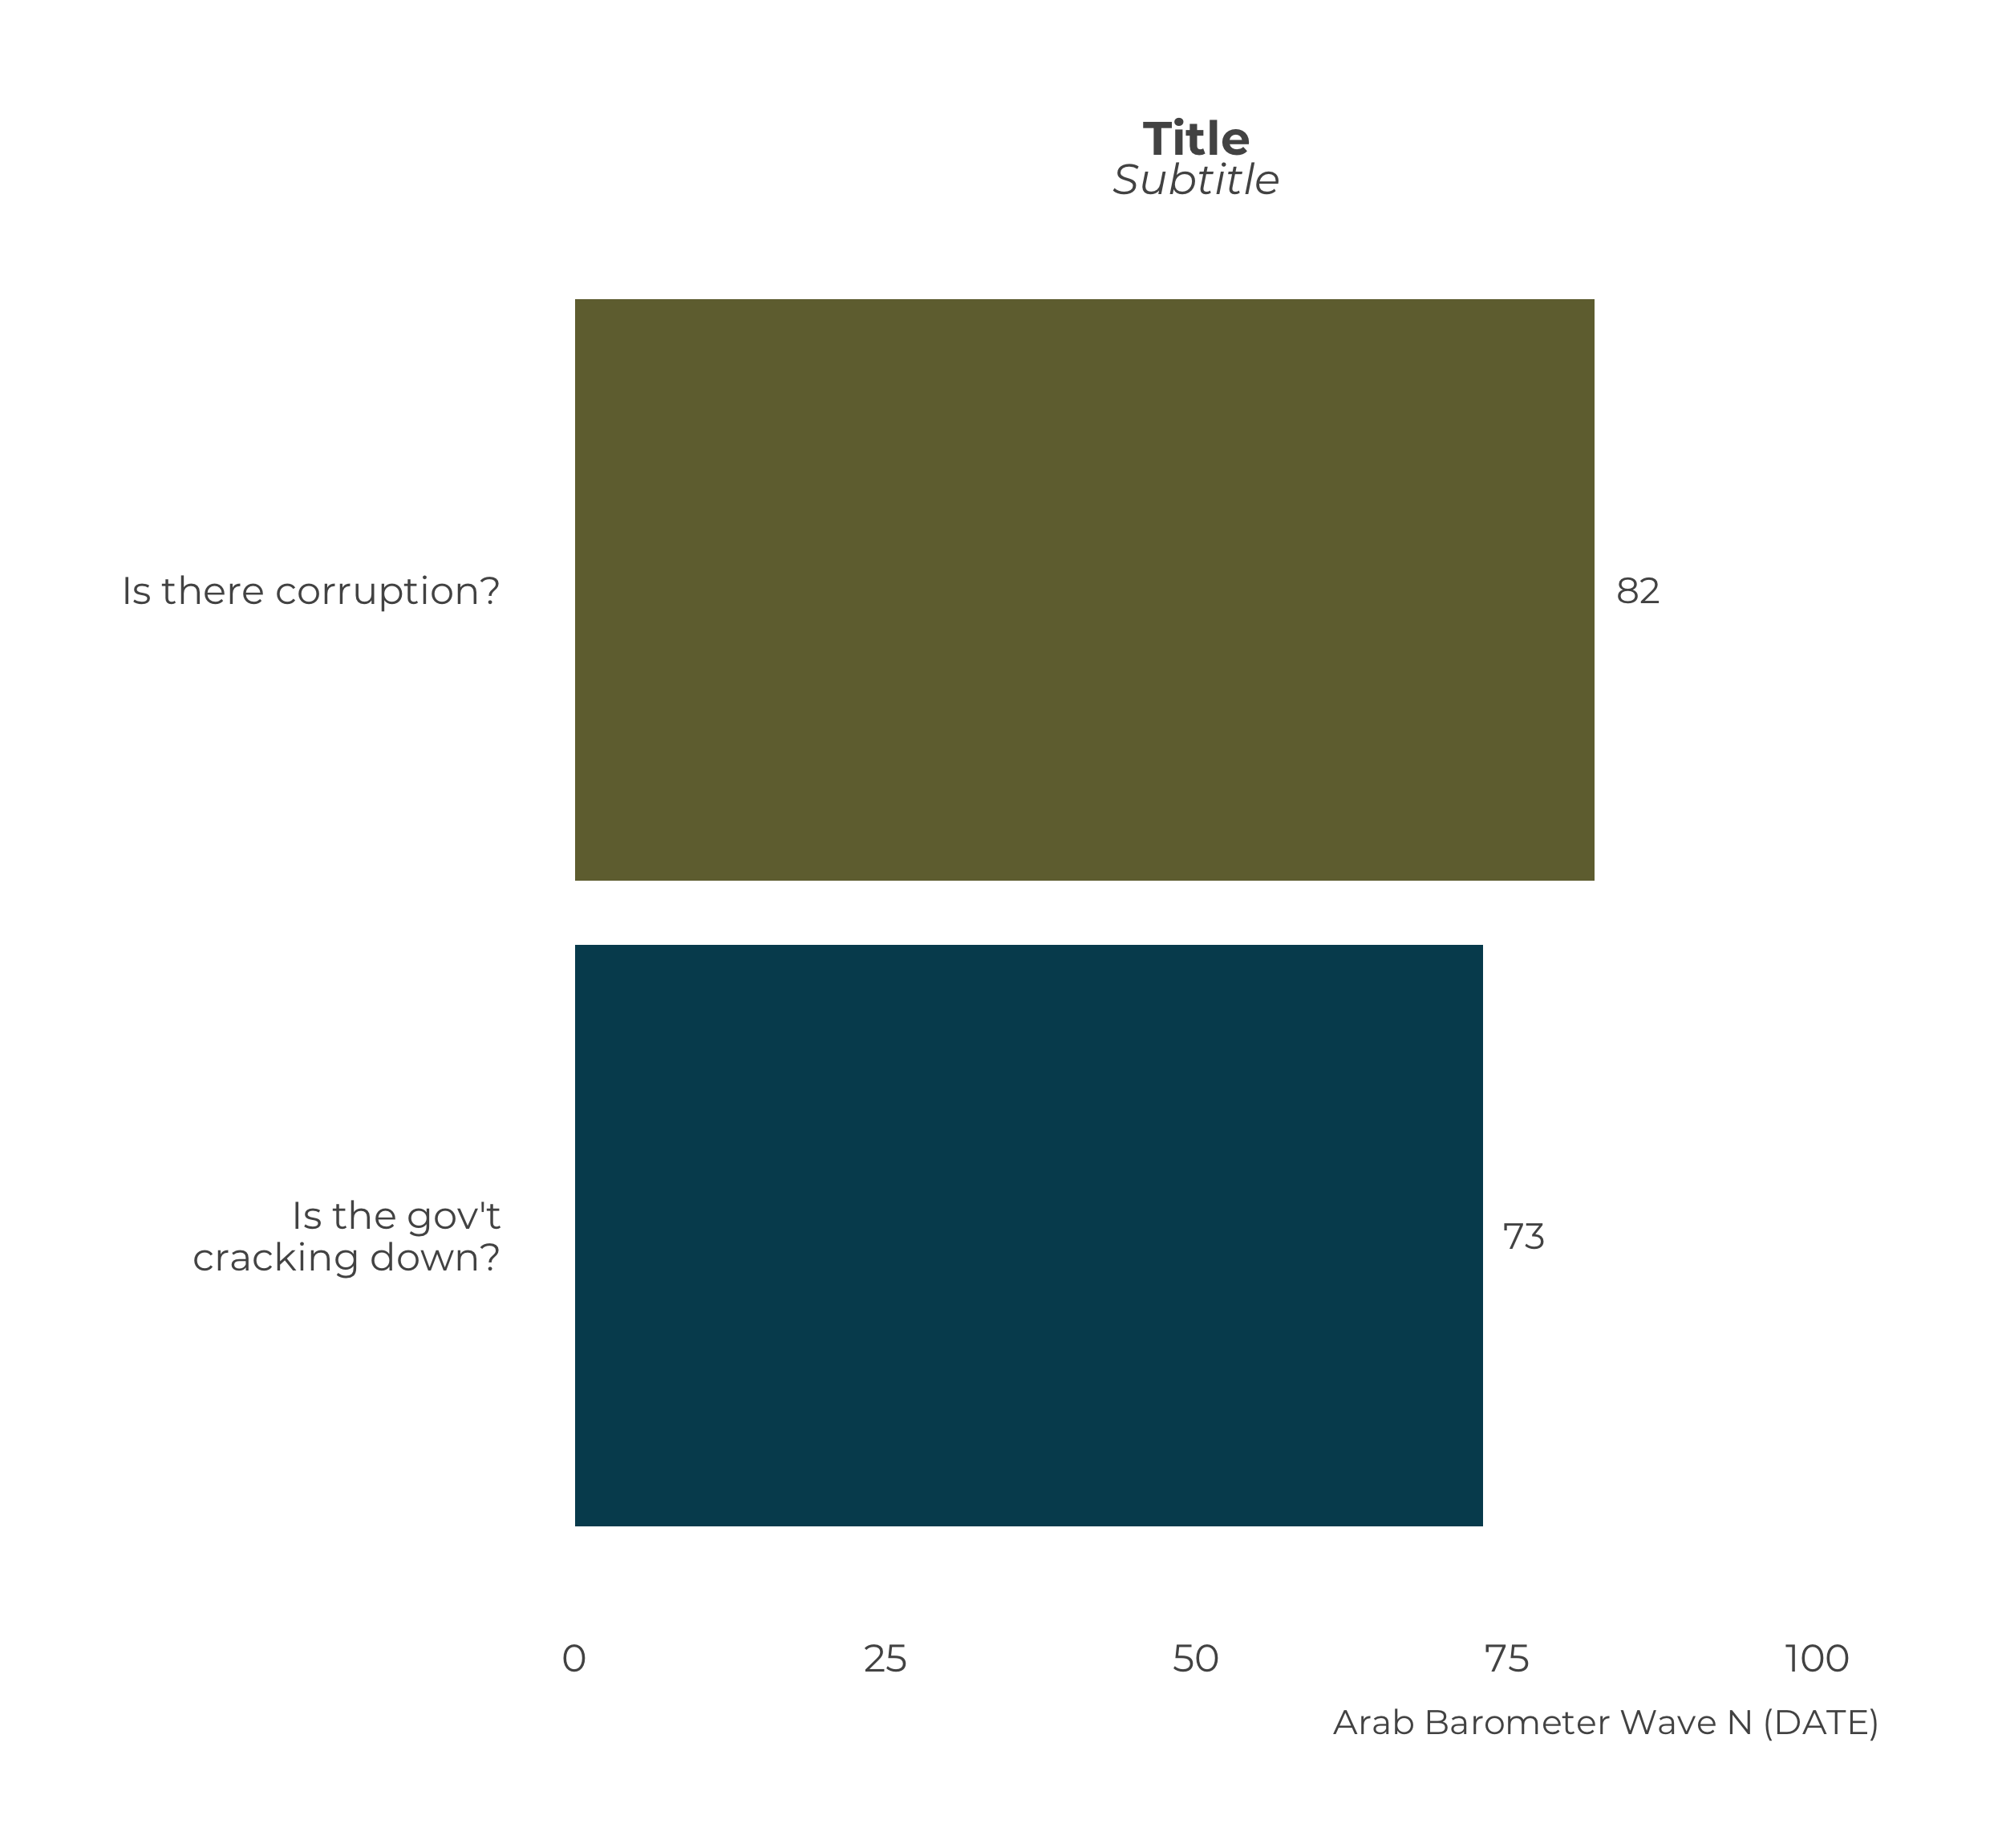 Title
Subtitle
Is there corruption?
82
Is the gov't
cracking down?
73
0 25 50 75 100
Arab Barometer Wave N (DATE)